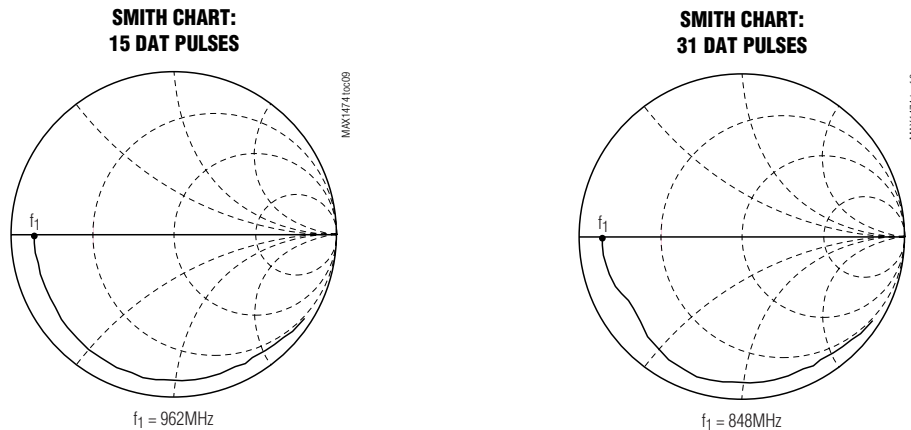 SMITH CHART:
15 DAT PULSES
MAX1474 toc09
f1
f1 = 962MHz
SMITH CHART:
31 DAT PULSES
f1
f1 = 848MHz